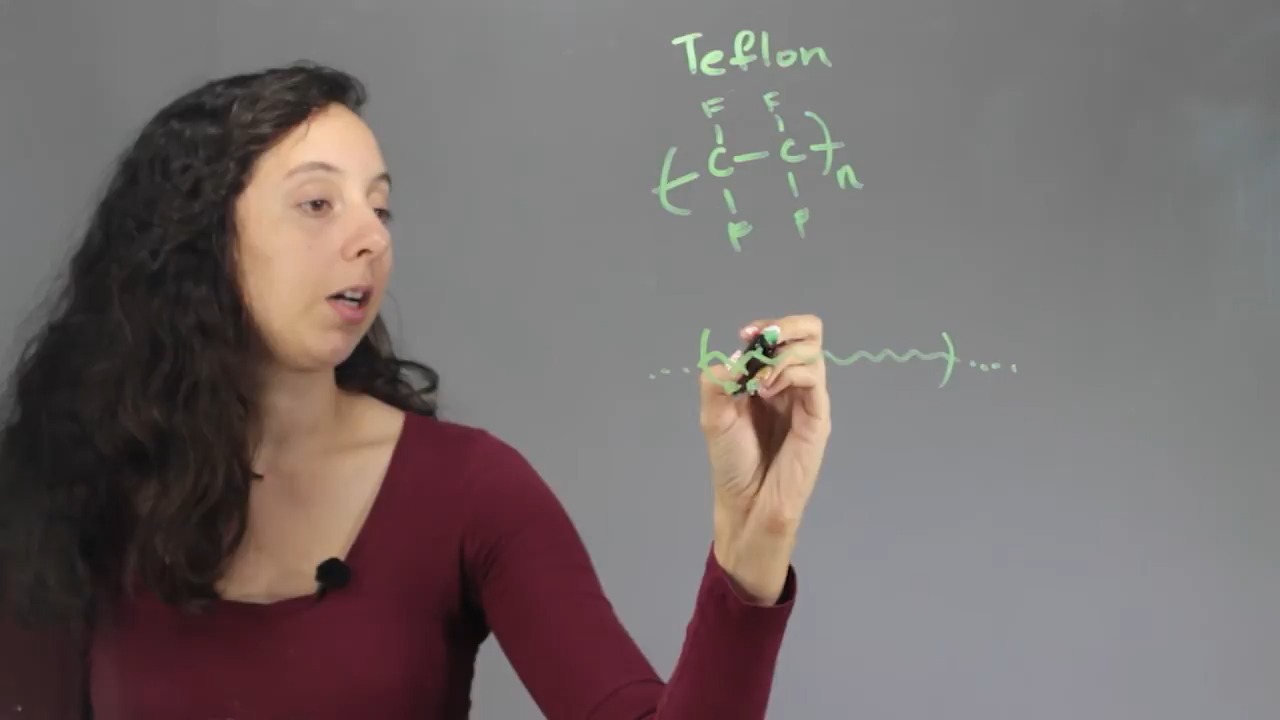 Teflon
F F
( C — C ) n
F F
....( ) ....